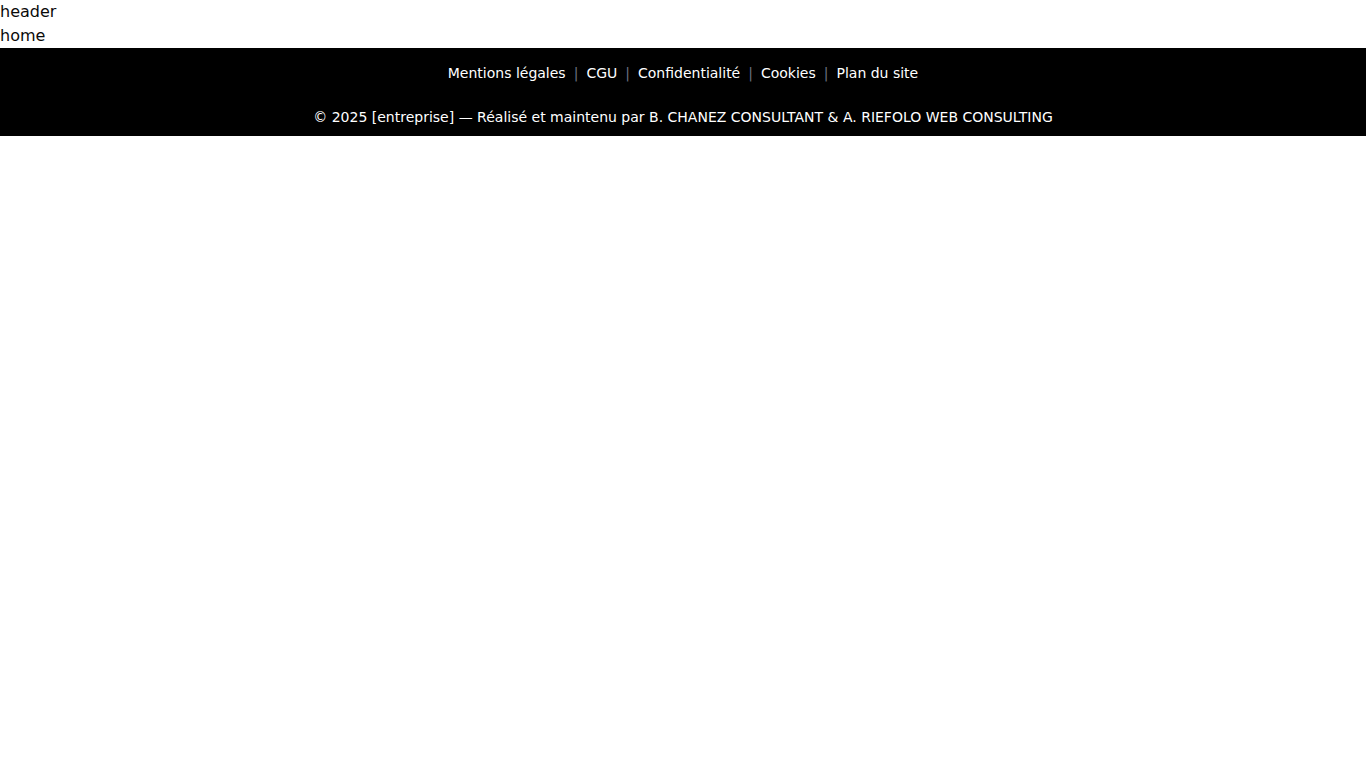 header
home
Mentions légales | CGU | Confidentialité | Cookies | Plan du site
© 2025 [entreprise] — Réalisé et maintenu par B. CHANEZ CONSULTANT & A. RIEFOLO WEB CONSULTING